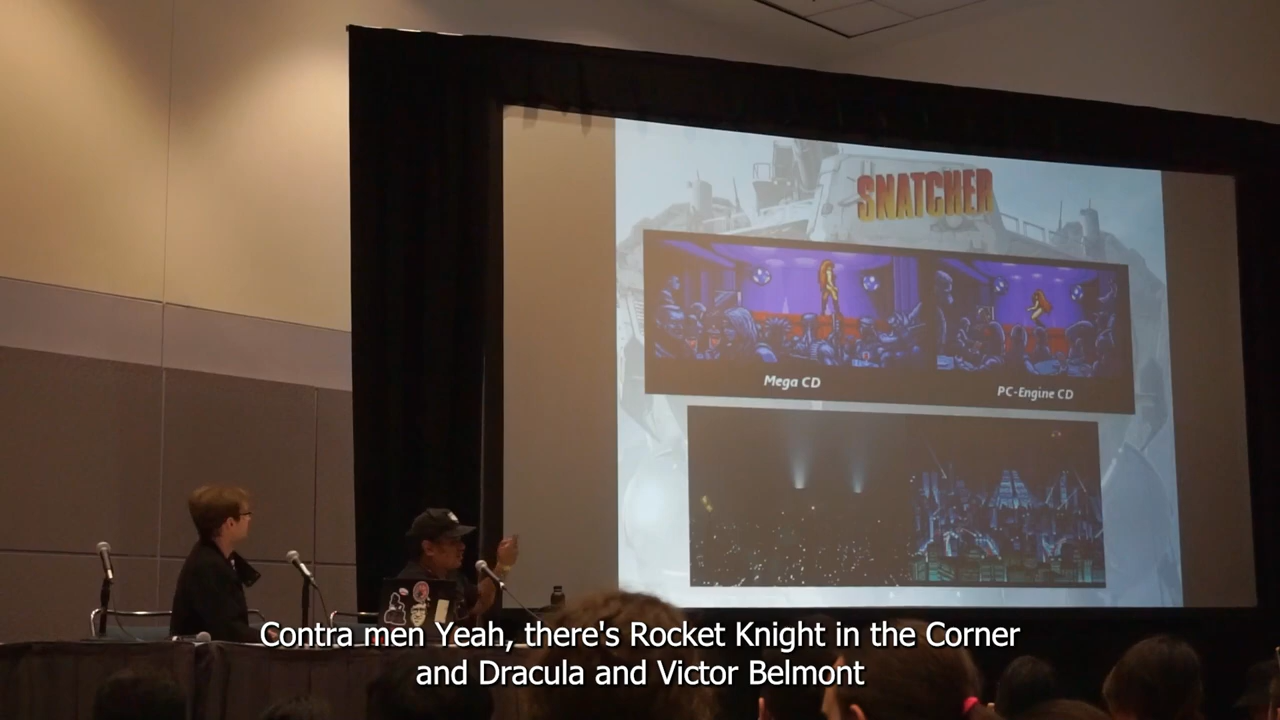 SNATCHER
Mega CD
PC-Engine CD
Contra men Yeah, there's Rocket Knight in the Corner
and Dracula and Victor Belmont